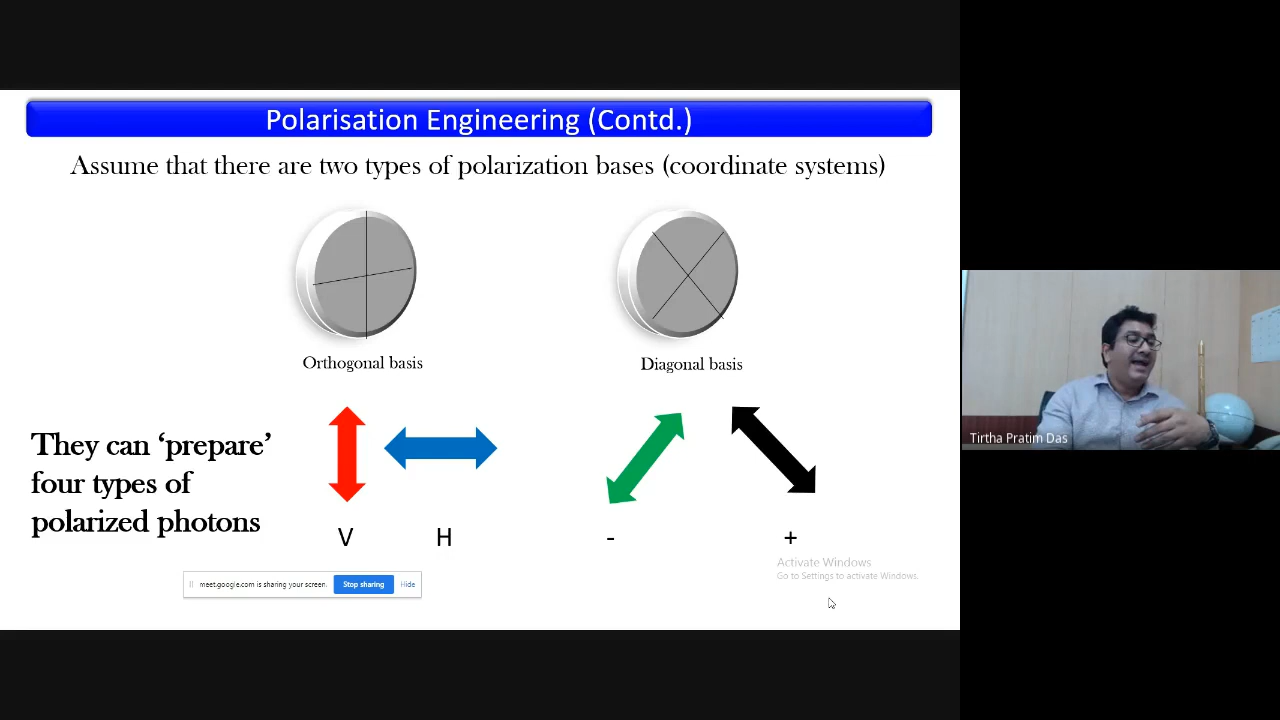 Polarisation Engineering (Contd.)
Assume that there are two types of polarization bases (coordinate systems)
Orthogonal basis
Diagonal basis
They can ‘prepare’
four types of
polarized photons
V
H
-
+
Activate Windows
Go to Settings to activate Windows.
meet.google.com is sharing your screen.
Stop sharing
Hide
Tirtha Pratim Das